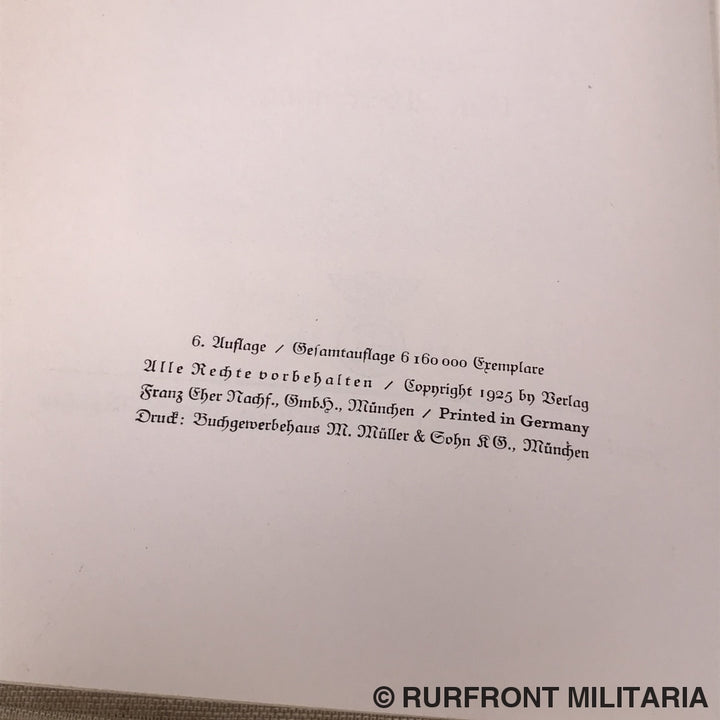 6. Auflage / Gesamtauflage 6 160 000 Exemplare
Alle Rechte vorbehalten / Copyright 1925 by Verlag
Franz Eher Nachf., GmbH., München / Printed in Germany
Druck: Buchgewerbehaus M. Müller & Sohn KG., München
© RURFRONT MILITARIA